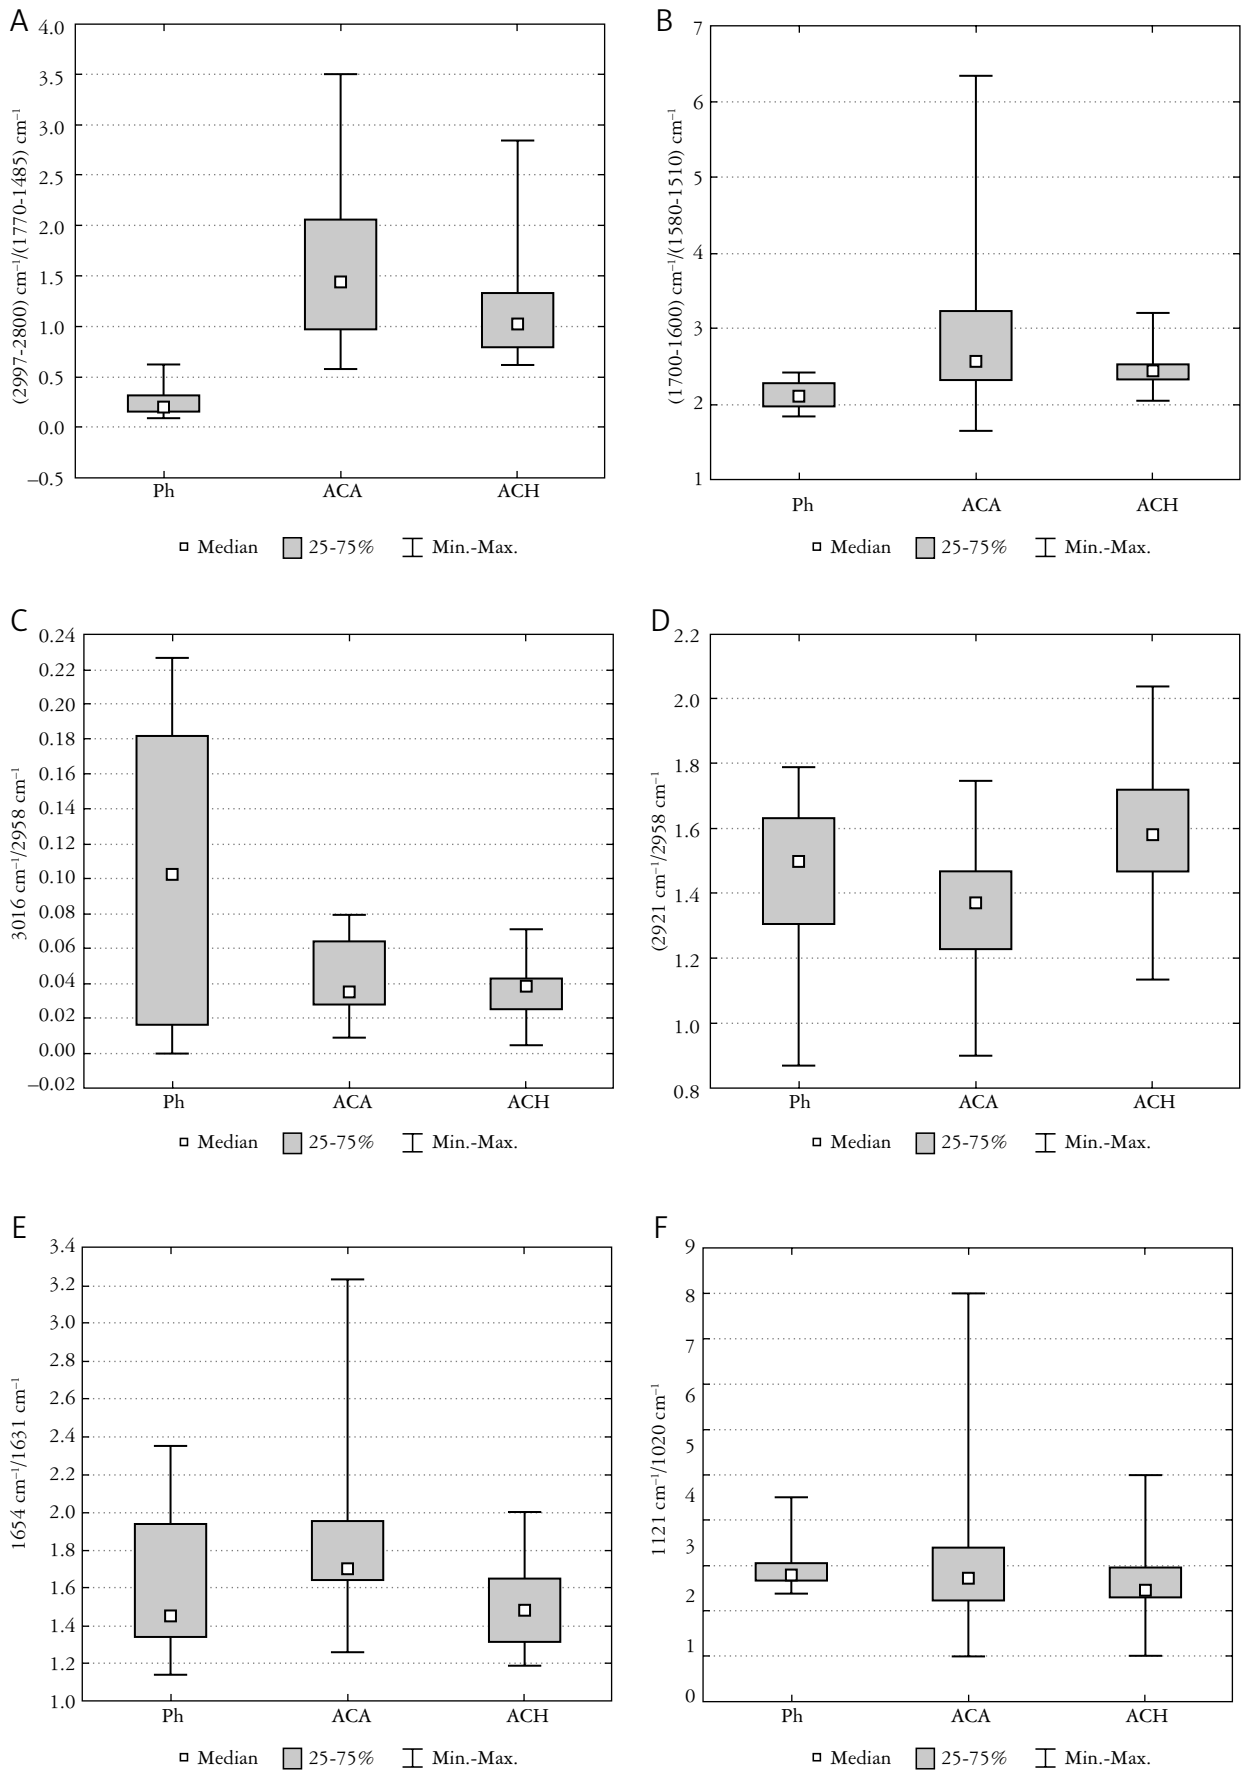 A
(2997-2800) cm⁻¹/(1770-1485) cm⁻¹
4.0
3.5
3.0
2.5
2.0
1.5
1.0
0.5
0.0
–0.5
Ph ACA ACH
Median 25-75% Min.-Max.
B
(1700-1600) cm⁻¹/(1580-1510) cm⁻¹
7
6
5
4
3
2
1
Ph ACA ACH
Median 25-75% Min.-Max.
C
3016 cm⁻¹/2958 cm⁻¹
0.24
0.22
0.20
0.18
0.16
0.14
0.12
0.10
0.08
0.06
0.04
0.02
0.00
–0.02
Ph ACA ACH
Median 25-75% Min.-Max.
D
(2921 cm⁻¹/2958 cm⁻¹
2.2
2.0
1.8
1.6
1.4
1.2
1.0
0.8
Ph ACA ACH
Median 25-75% Min.-Max.
E
1654 cm⁻¹/1631 cm⁻¹
3.4
3.2
3.0
2.8
2.6
2.4
2.2
2.0
1.8
1.6
1.4
1.2
1.0
Ph ACA ACH
Median 25-75% Min.-Max.
F
1121 cm⁻¹/1020 cm⁻¹
9
8
7
6
5
4
3
2
1
0
Ph ACA ACH
Median 25-75% Min.-Max.